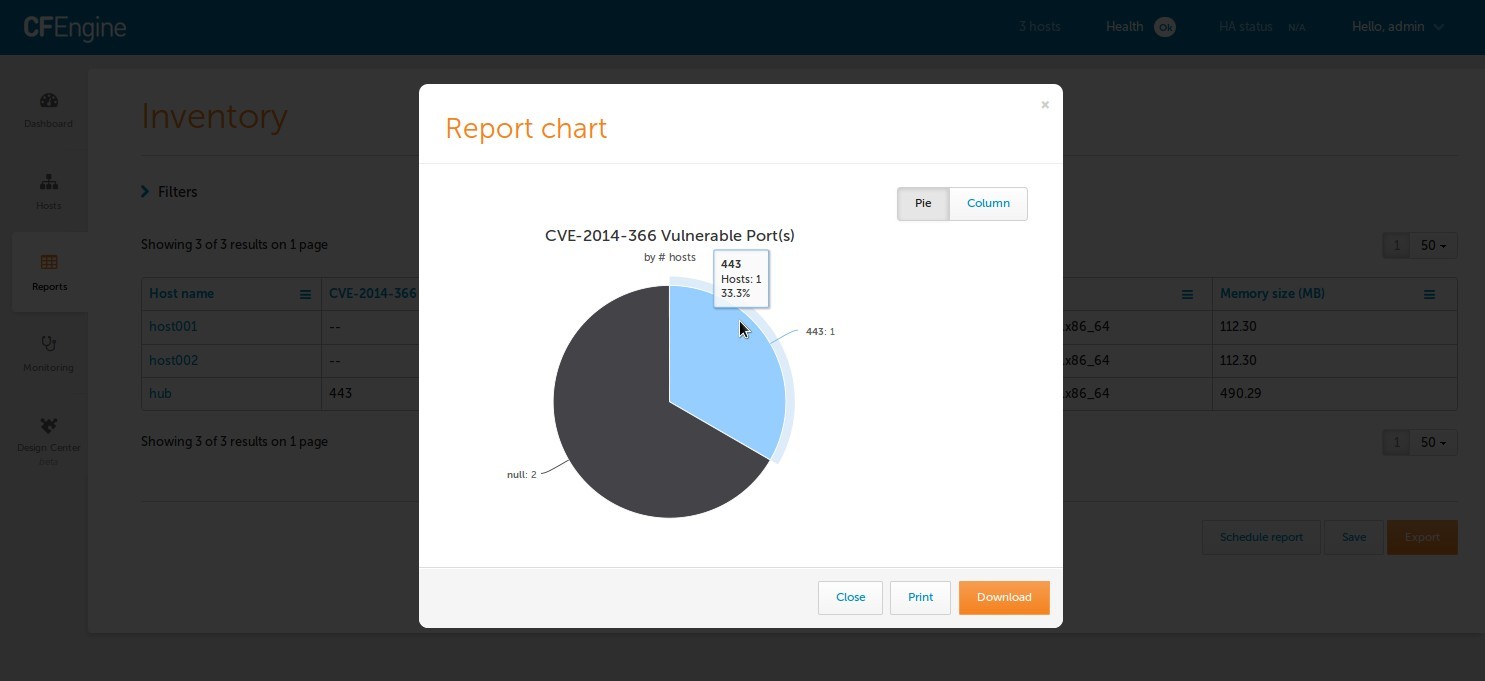 CFEngine
3 hosts
Health Ok
HA status N/A
Hello, admin
Dashboard
Hosts
Reports
Monitoring
Design Center
beta
Inventory
Filters
Showing 3 of 3 results on 1 page
1 50
Host name CVE-2014-366 Memory size (MB)
host001 -- x86_64 112.30
host002 -- x86_64 112.30
hub 443 x86_64 490.29
Showing 3 of 3 results on 1 page
1 50
Schedule report Save Export
×
Report chart
Pie Column
CVE-2014-366 Vulnerable Port(s)
by # hosts
443
Hosts: 1
33.3%
443: 1
null: 2
Close Print Download